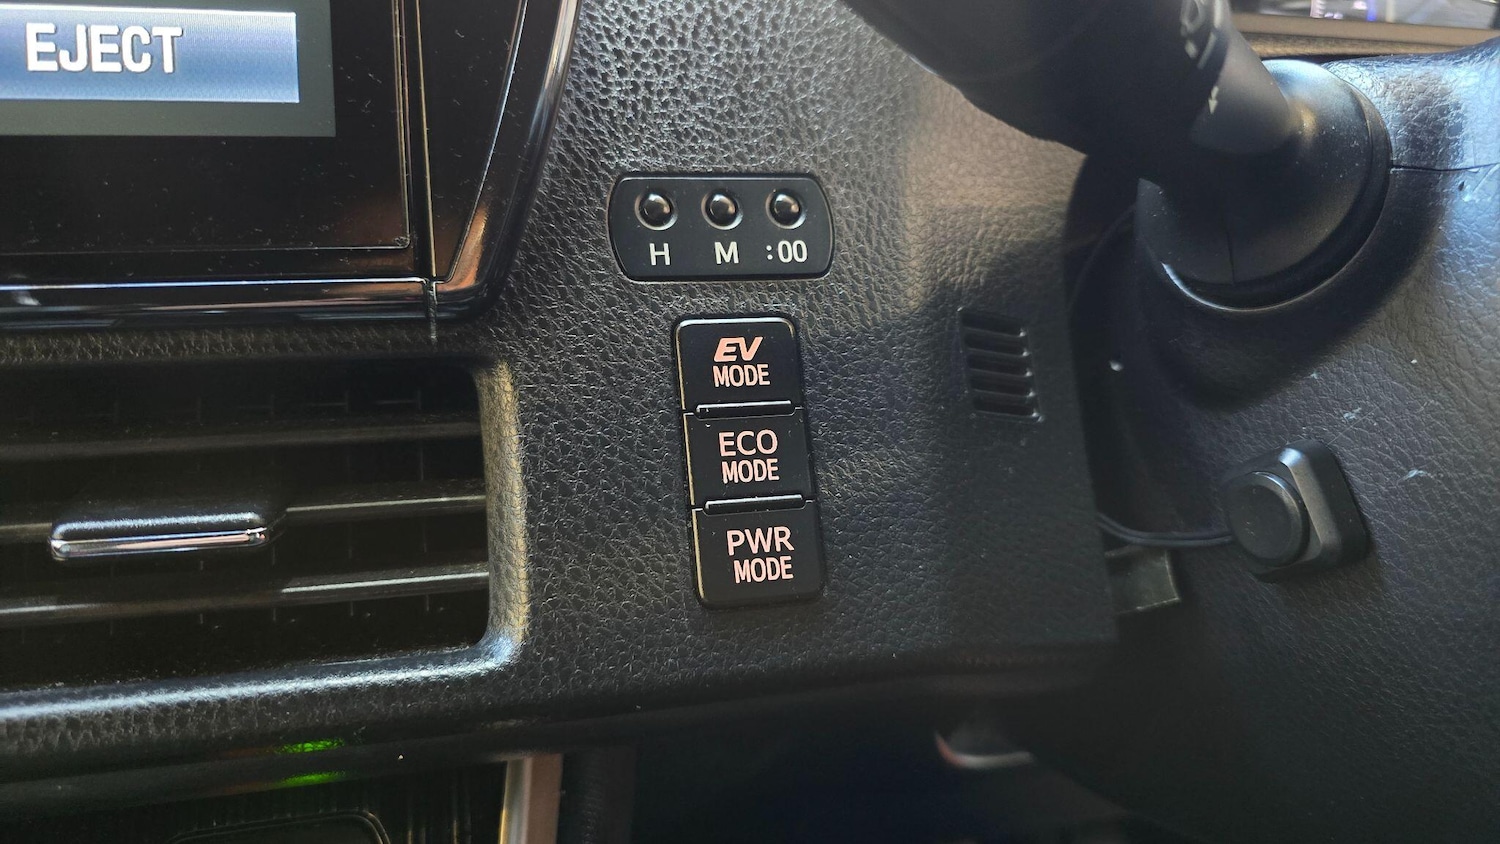 EJECT
H M :00
EV
MODE
ECO
MODE
PWR
MODE